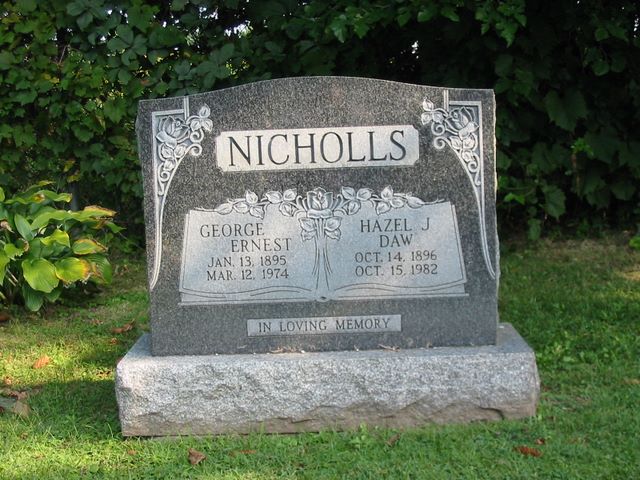 NICHOLLS
GEORGE
ERNEST
JAN. 13, 1895
MAR. 12, 1974
HAZEL J
DAW
OCT. 14, 1896
OCT. 15, 1982
IN LOVING MEMORY